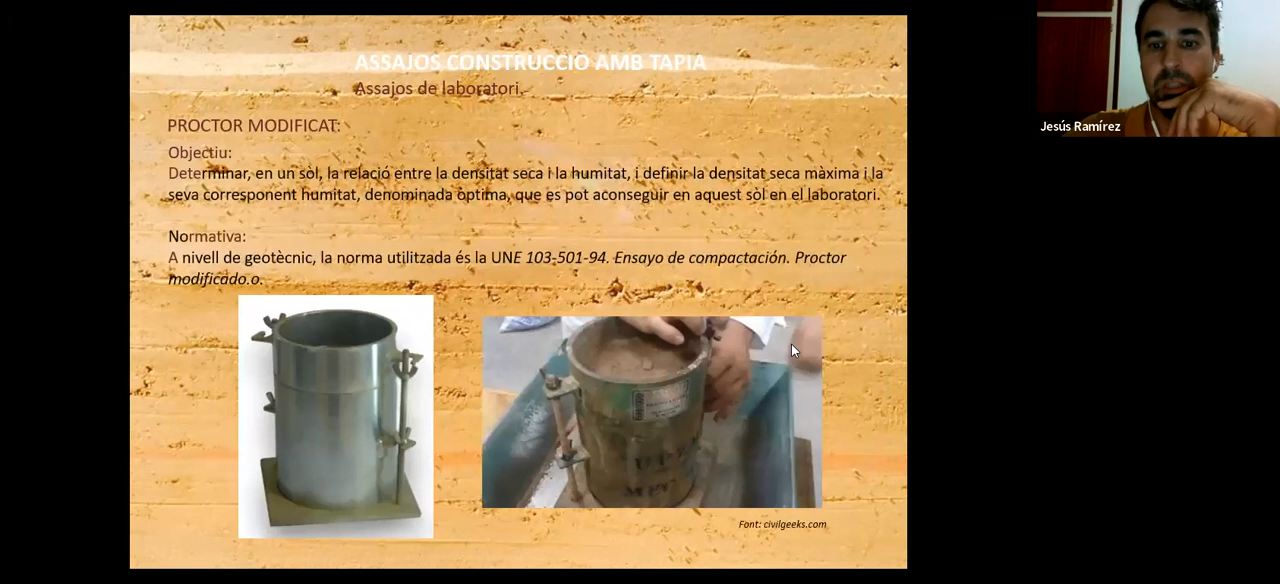 ASSAJOS CONSTRUCCIO AMB TAPIA
Assajos de laboratori.
PROCTOR MODIFICAT:
Objectiu:
Determinar, en un sòl, la relació entre la densitat seca i la humitat, i definir la densitat seca màxima i la
seva corresponent humitat, denominada òptima, que es pot aconseguir en aquest sòl en el laboratori.
Normativa:
A nivell de geotècnic, la norma utilitzada és la UNE 103-501-94. Ensayo de compactación. Proctor
modificado.o.
Font: civilgeeks.com
Jesús Ramírez